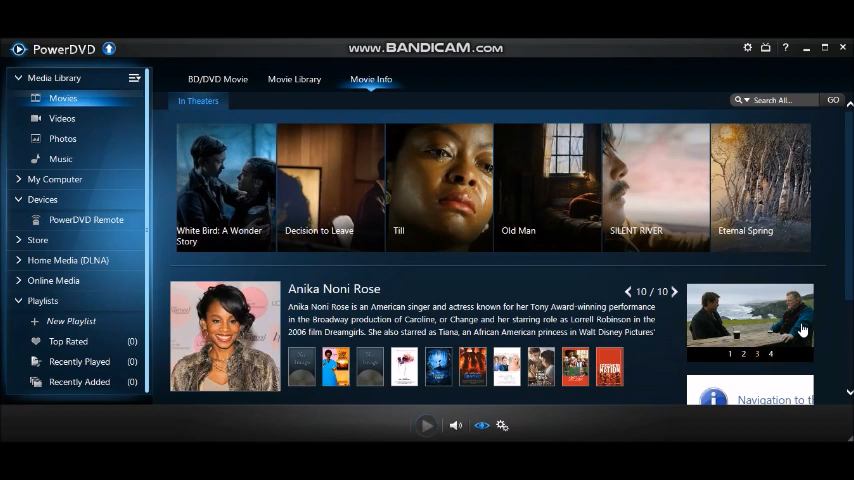 PowerDVD
www.BANDICAM.com
Media Library
Movies
Videos
Photos
Music
My Computer
Devices
PowerDVD Remote
Store
Home Media (DLNA)
Online Media
Playlists
New Playlist
Top Rated (0)
Recently Played (0)
Recently Added (0)
BD/DVD Movie
Movie Library
Movie Info
In Theaters
Search All...
GO
White Bird: A Wonder
Story
Decision to Leave
Till
Old Man
SILENT RIVER
Eternal Spring
Anika Noni Rose
10 / 10
Anika Noni Rose is an American singer and actress known for her Tony Award-winning performance
in the Broadway production of Caroline, or Change and her starring role as Lorrell Robinson in the
2006 film Dreamgirls. She also starred as Tiana, an African American princess in Walt Disney Pictures'
No
Image
No
Image
1 2 3 4
Navigation to th